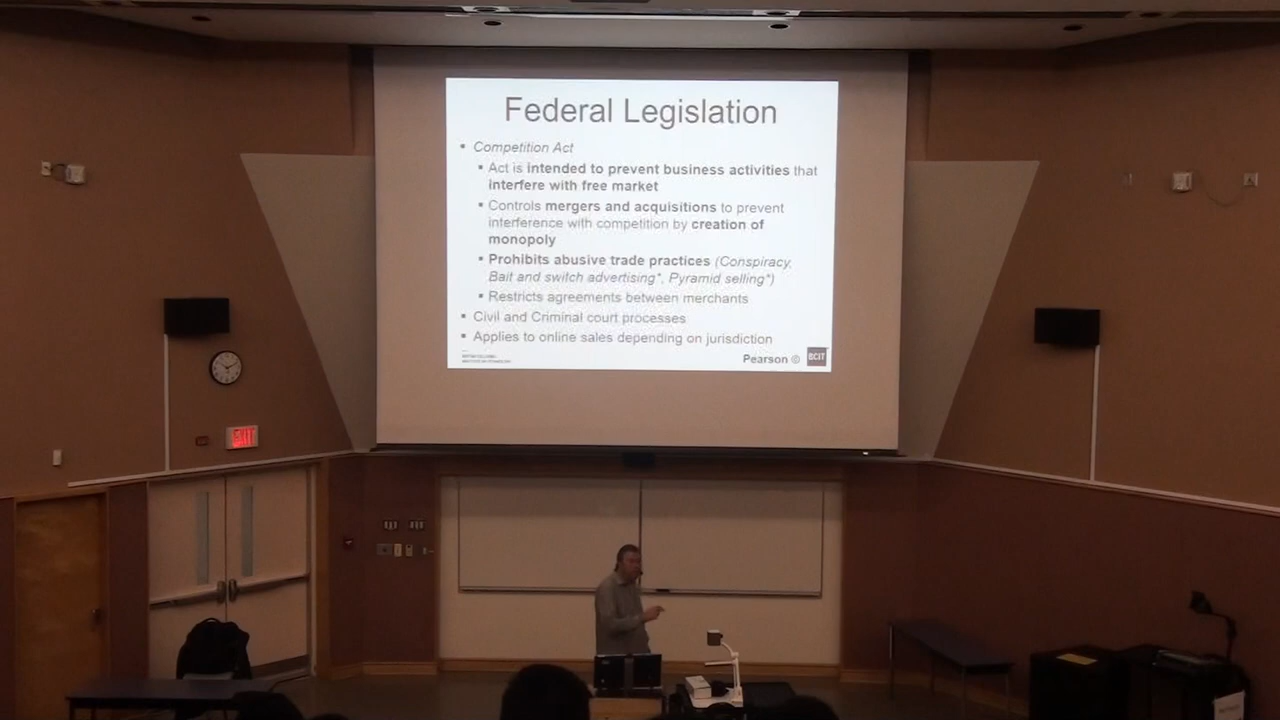 Federal Legislation
▪ Competition Act
▪ Act is intended to prevent business activities that
interfere with free market
▪ Controls mergers and acquisitions to prevent
interference with competition by creation of
monopoly
▪ Prohibits abusive trade practices (Conspiracy,
Bait and switch advertising*, Pyramid selling*)
▪ Restricts agreements between merchants
▪ Civil and Criminal court processes
▪ Applies to online sales depending on jurisdiction
Pearson ©
BCIT
EXIT